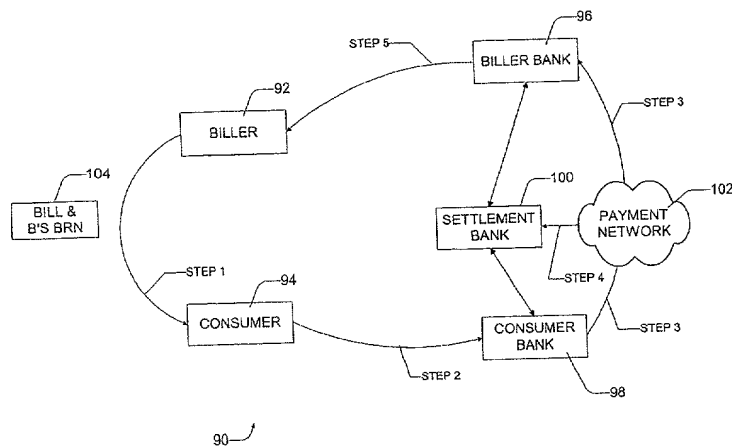 96
STEP 5
BILLER BANK
92
STEP 3
BILLER
104
100
102
BILL &
B'S BRN
SETTLEMENT
BANK
PAYMENT
NETWORK
STEP 1
94
STEP 4
CONSUMER
CONSUMER
BANK
STEP 3
STEP 2
98
90